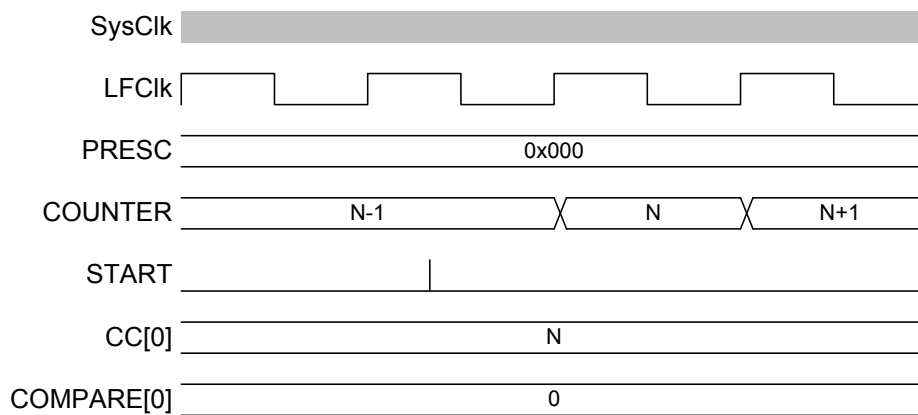 SysClk
LFClk
PRESC 0x000
COUNTER N-1 N N+1
START
CC[0] N
COMPARE[0] 0